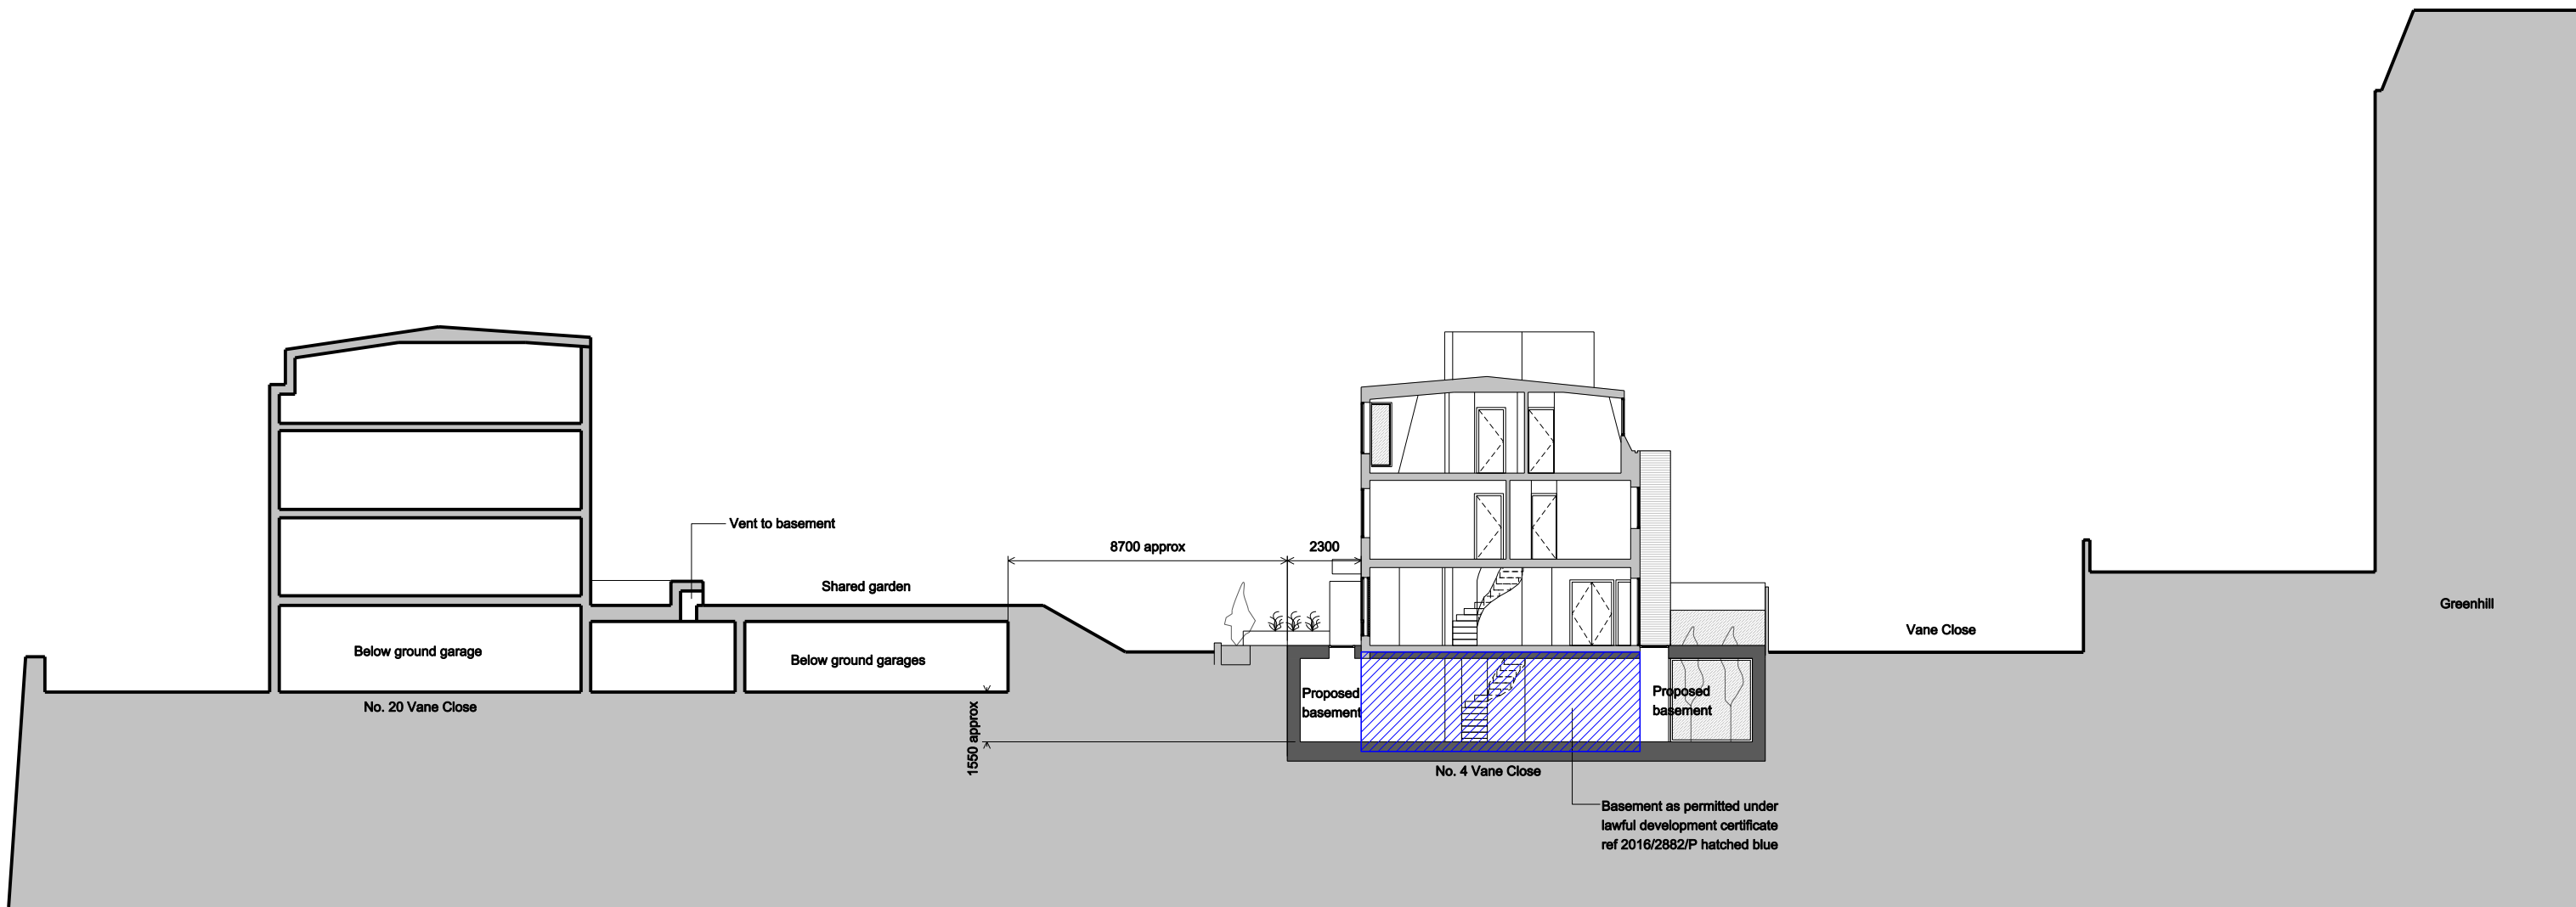 Vent to basement
8700 approx
2300
Shared garden
Greenhill
Vane Close
Below ground garage
Below ground garages
No. 20 Vane Close
1550 approx
Proposed
basement
Proposed
basement
No. 4 Vane Close
Basement as permitted under
lawful development certificate
ref 2016/2882/P hatched blue